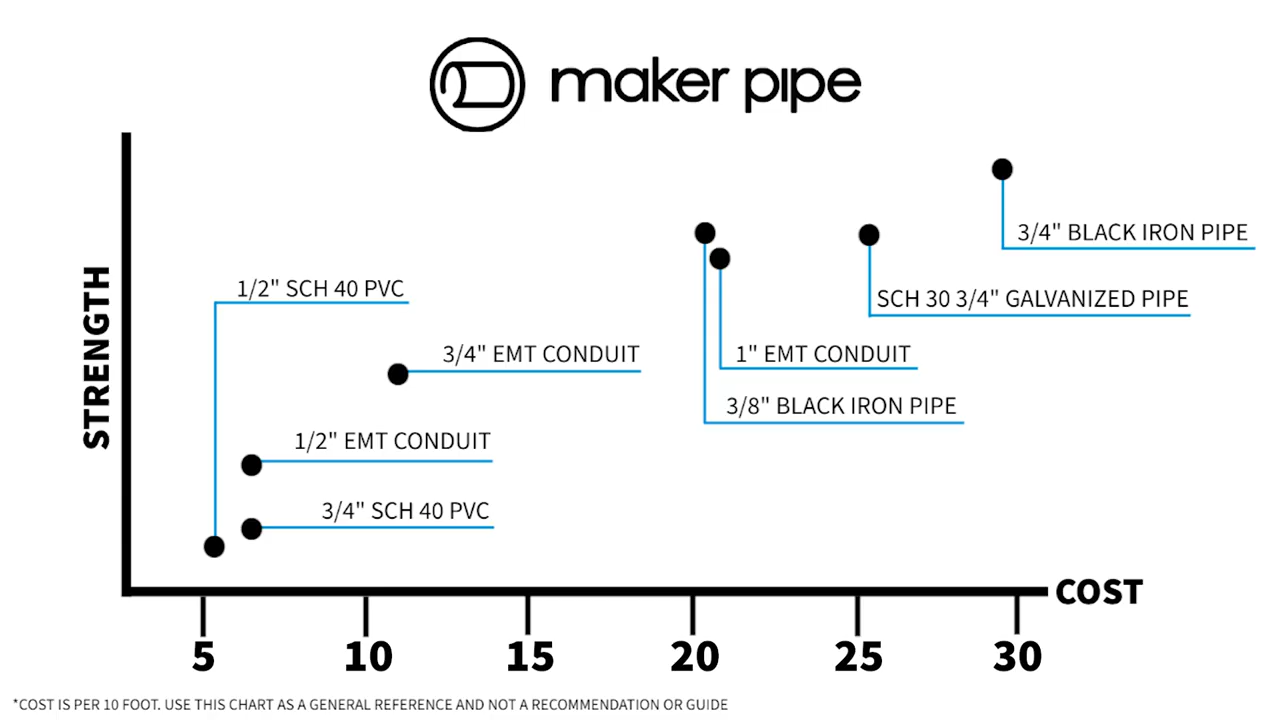 maker pipe
STRENGTH
3/4" BLACK IRON PIPE
1/2" SCH 40 PVC
SCH 30 3/4" GALVANIZED PIPE
3/4" EMT CONDUIT
1" EMT CONDUIT
3/8" BLACK IRON PIPE
1/2" EMT CONDUIT
3/4" SCH 40 PVC
COST
5 10 15 20 25 30
*COST IS PER 10 FOOT. USE THIS CHART AS A GENERAL REFERENCE AND NOT A RECOMMENDATION OR GUIDE